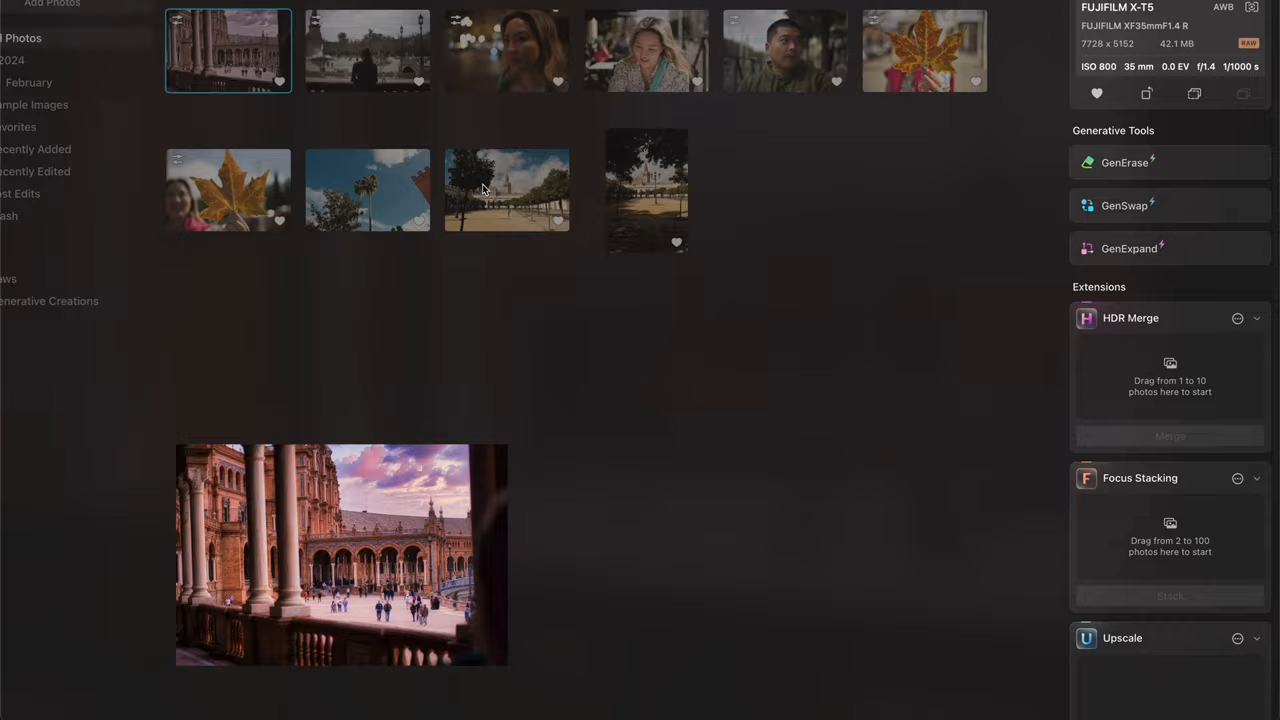 Add Photos
l Photos
2024
February
ample Images
avorites
ecently Added
ecently Edited
ost Edits
ash
aws
enerative Creations
FUJIFILM X-T5 AWB
FUJIFILM XF35mmF1.4 R
7728 x 5152 42.1 MB RAW
ISO 800 35 mm 0.0 EV f/1.4 1/1000 s
Generative Tools
GenErase
GenSwap
GenExpand
Extensions
H HDR Merge
Drag from 1 to 10
photos here to start
Merge
F Focus Stacking
Drag from 2 to 100
photos here to start
Stack
U Upscale